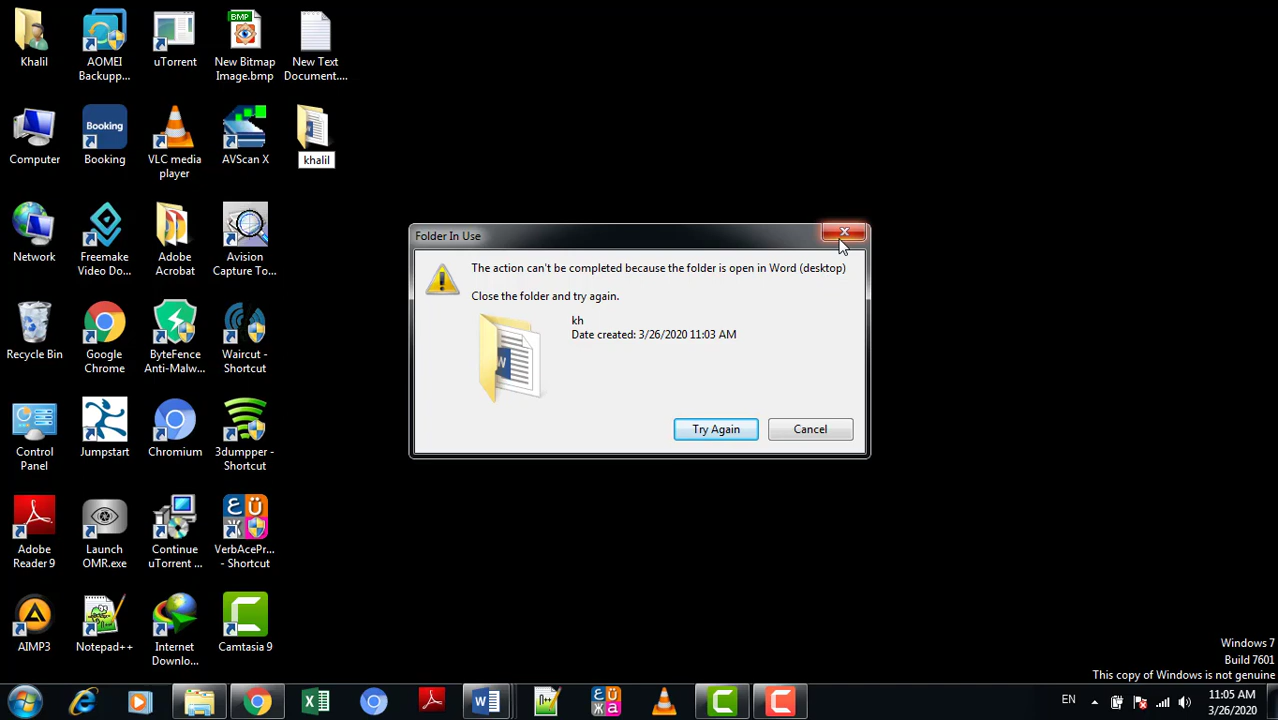 Khalil
AOMEI
Backupp...
uTorrent
BMP
New Bitmap
Image.bmp
New Text
Document....
Computer
Booking
Booking
VLC media
player
AVScan X
khalil
Network
Freemake
Video Do...
Adobe
Acrobat
Avision
Capture To...
Recycle Bin
Google
Chrome
ByteFence
Anti-Malw...
Waircut -
Shortcut
Control
Panel
Jumpstart
Chromium
3dumpper -
Shortcut
Adobe
Reader 9
Launch
OMR.exe
Continue
uTorrent ...
ع Ü
Ж a
VerbAcePr...
- Shortcut
AIMP3
Notepad++
Internet
Downlo...
Camtasia 9
Folder In Use
The action can't be completed because the folder is open in Word (desktop)
Close the folder and try again.
kh
Date created: 3/26/2020 11:03 AM
W
Try Again
Cancel
Windows 7
Build 7601
This copy of Windows is not genuine
EN
11:05 AM
3/26/2020